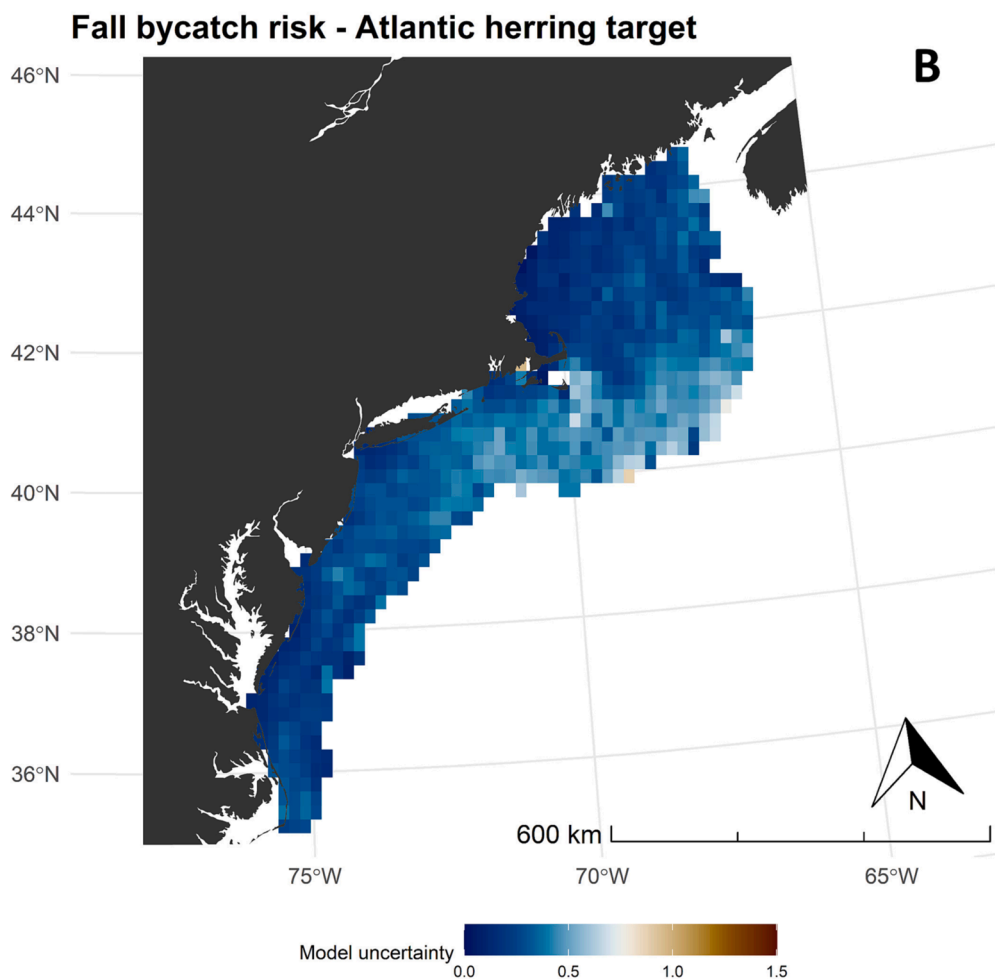 Fall bycatch risk - Atlantic herring target
B
46°N
44°N
42°N
40°N
38°N
36°N
N
600 km
75°W
70°W
65°W
Model uncertainty
0.0
0.5
1.0
1.5